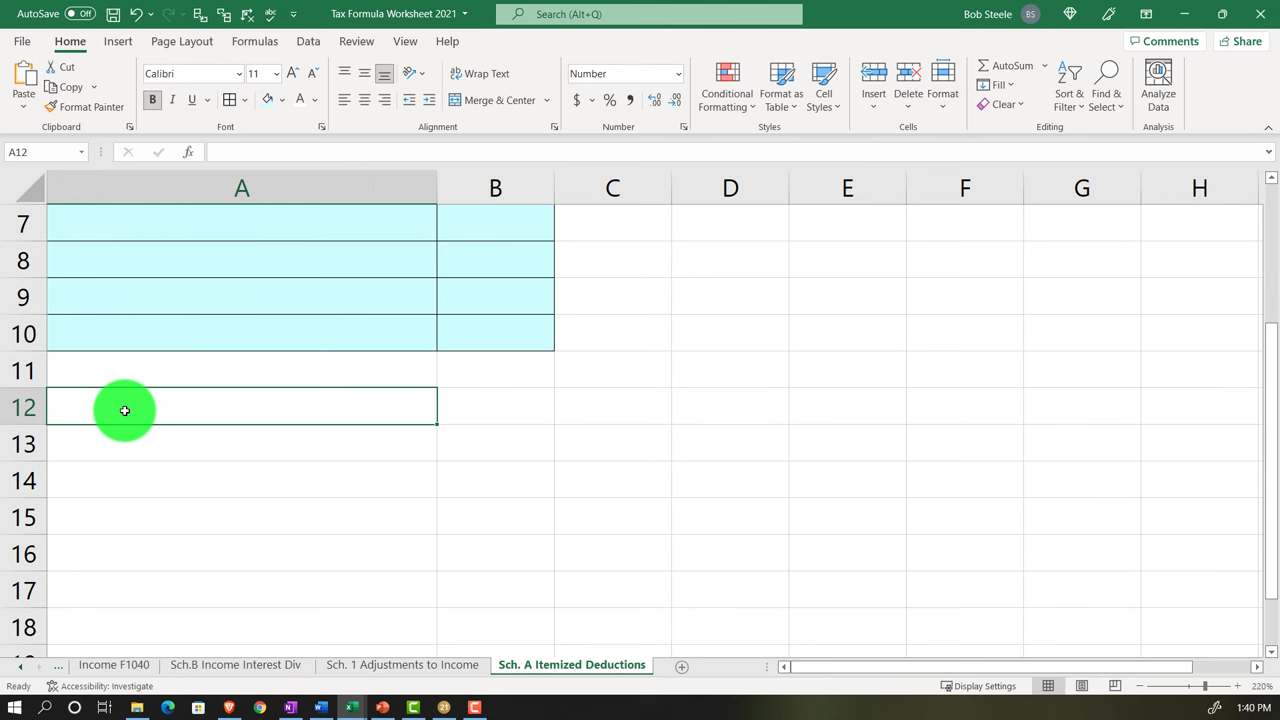 AutoSave Off Tax Formula Worksheet 2021 Search (Alt+Q) Bob Steele BS
File Home Insert Page Layout Formulas Data Review View Help Comments Share
Paste Cut Copy Format Painter Calibri 11 Wrap Text Merge & Center Number Conditional Formatting Format as Table Cell Styles Insert Delete Format AutoSum Fill Clear Sort & Filter Find & Select Analyze Data
Clipboard Font Alignment Number Styles Cells Editing Analysis
A12 fx
A B C D E F G H
7
8
9
10
11
12
13
14
15
16
17
18
... Income F1040 Sch.B Income Interest Div Sch. 1 Adjustments to Income Sch. A Itemized Deductions
Ready Accessibility: Investigate Display Settings 220%
1:40 PM